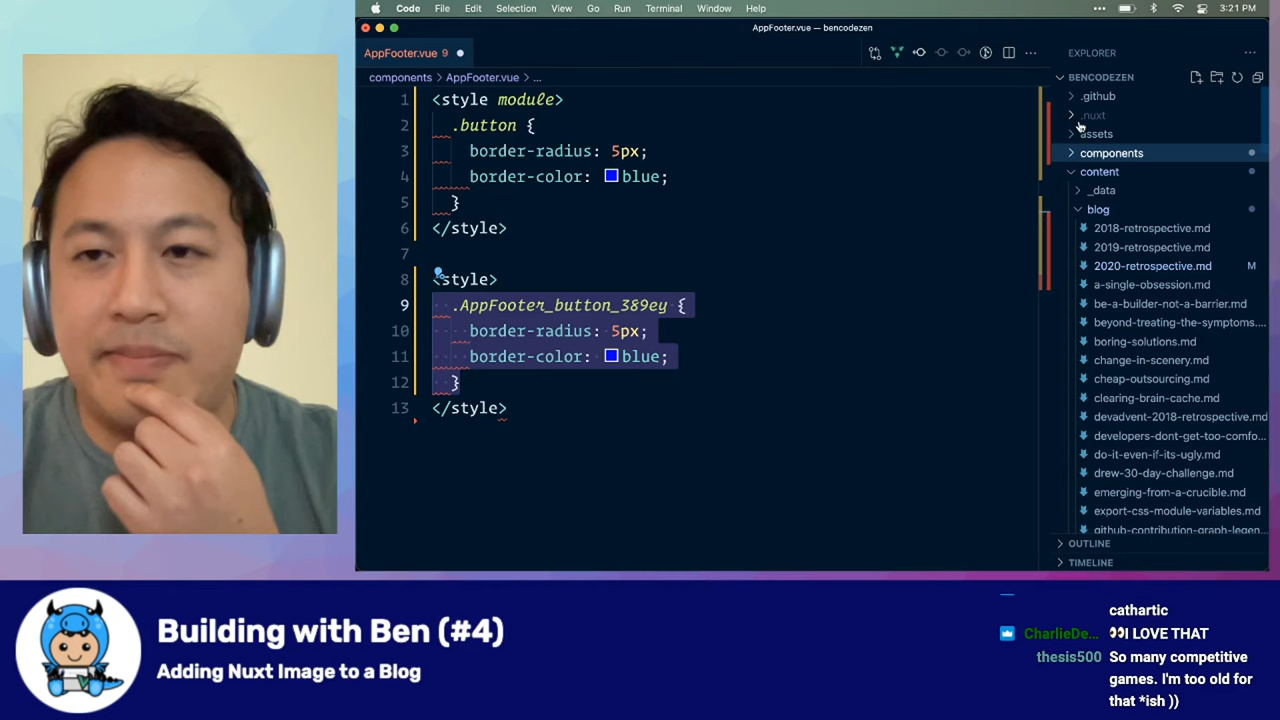 Code File Edit Selection View Go Run Terminal Window Help 3:21 PM
AppFooter.vue — bencodezen
AppFooter.vue 9
components > AppFooter.vue > ...
1 <style module>
2 .button {
3 border-radius: 5px;
4 border-color: blue;
5 }
6 </style>
7
8 <style>
9 .AppFooter_button_389ey {
10 border-radius: 5px;
11 border-color: blue;
12 }
13 </style>
EXPLORER
BENCODEZEN
.github
.nuxt
assets
components
content
_data
blog
2018-retrospective.md
2019-retrospective.md
2020-retrospective.md M
a-single-obsession.md
be-a-builder-not-a-barrier.md
beyond-treating-the-symptoms....
boring-solutions.md
change-in-scenery.md
cheap-outsourcing.md
clearing-brain-cache.md
devadvent-2018-retrospective.md
developers-dont-get-too-comfo...
do-it-even-if-its-ugly.md
drew-30-day-challenge.md
emerging-from-a-crucible.md
export-css-module-variables.md
github-contribution-graph-legen...
OUTLINE
TIMELINE
Building with Ben (#4)
Adding Nuxt Image to a Blog
cathartic
CharlieDe... 👀I LOVE THAT
thesis500 So many competitive
games. I'm too old for
that *ish ))